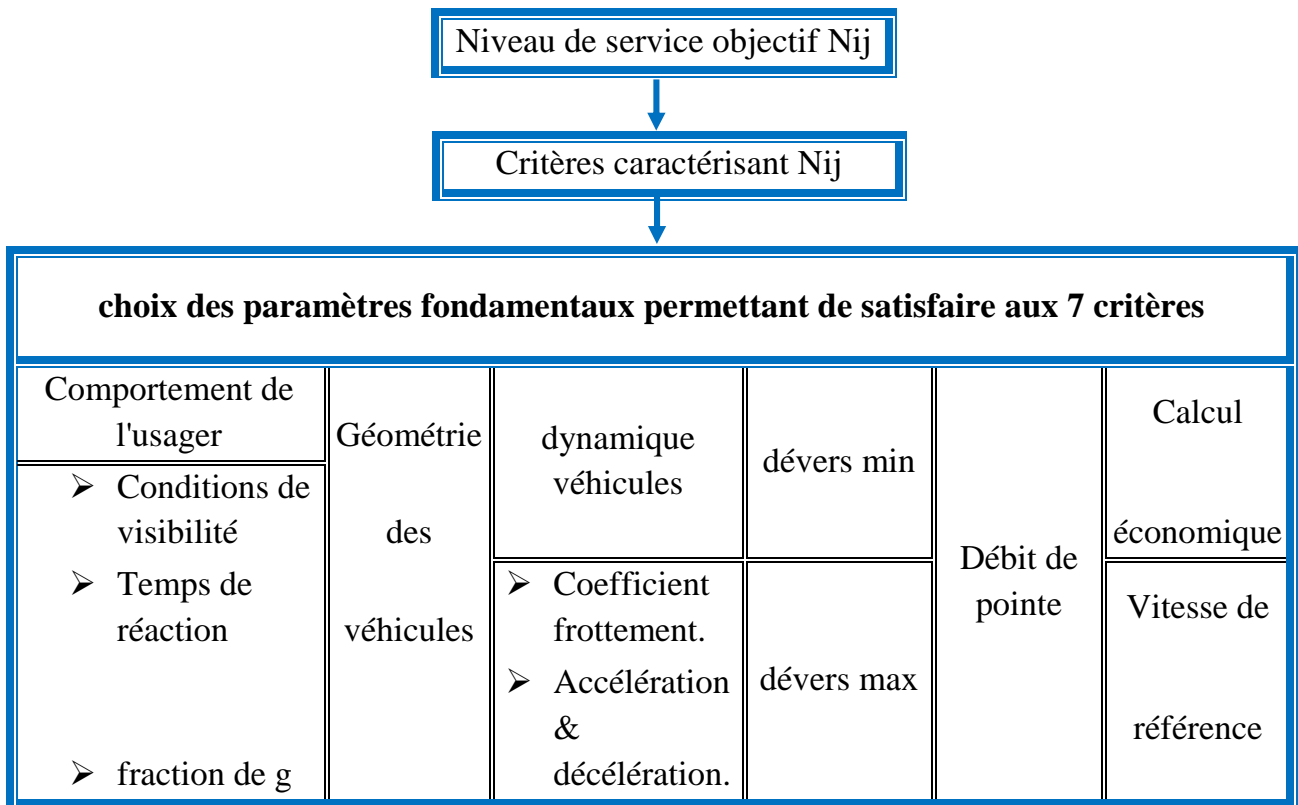 Niveau de service objectif Nij
Critères caractérisant Nij
choix des paramètres fondamentaux permettant de satisfaire aux 7 critères
Comportement de
l'usager
➢ Conditions de
visibilité
➢ Temps de
réaction
➢ fraction de g
Géométrie
des
véhicules
dynamique
véhicules
➢ Coefficient
frottement.
➢ Accélération
&
décélération.
dévers min
dévers max
Débit de
pointe
Calcul
économique
Vitesse de
référence